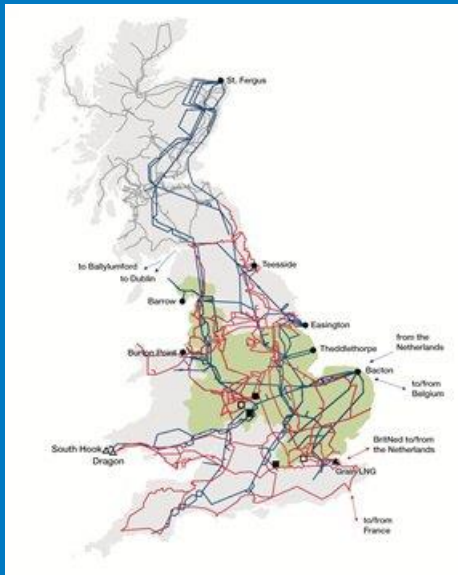 St. Fergus
to Ballylumford
to Dublin
Teesside
Barrow
Easington
from the
Netherlands
Burton Point
Theddlethorpe
Bacton
to/from
Belgium
South Hook
Dragon
BritNed to/from
the Netherlands
Grain LNG
to/from
France